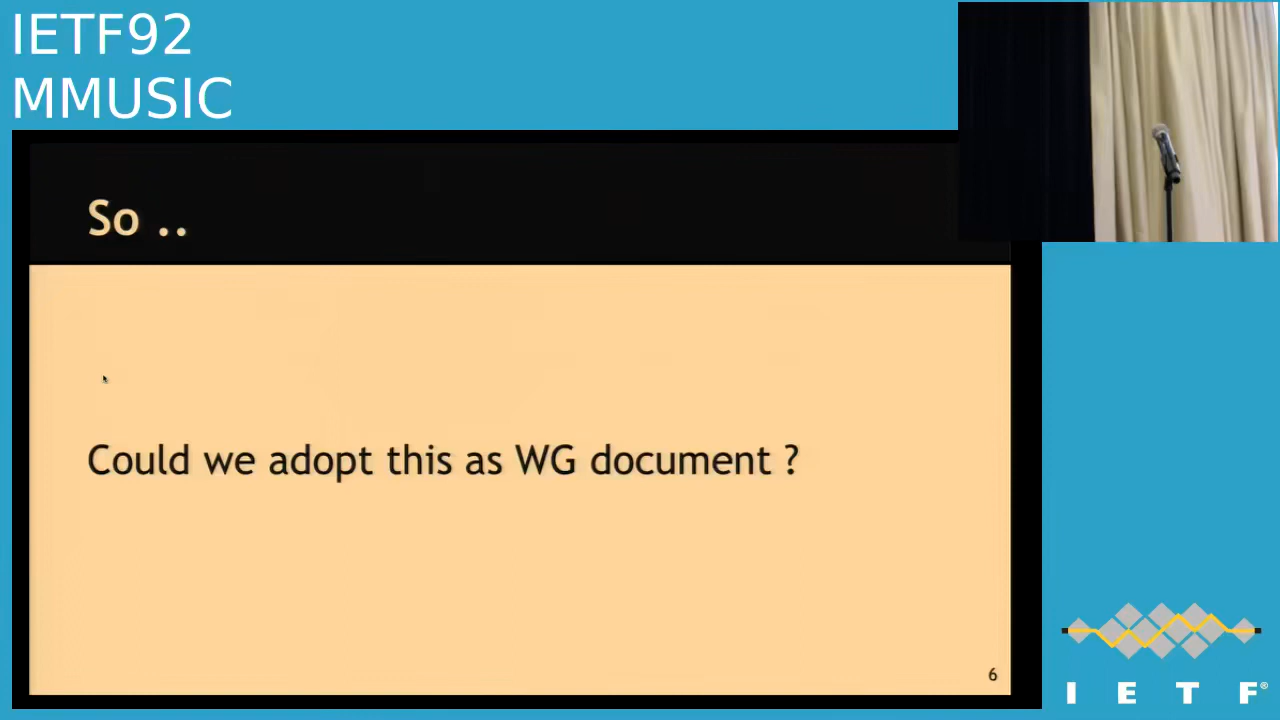 IETF92
MMUSIC
So ..
Could we adopt this as WG document ?
6
I E T F®